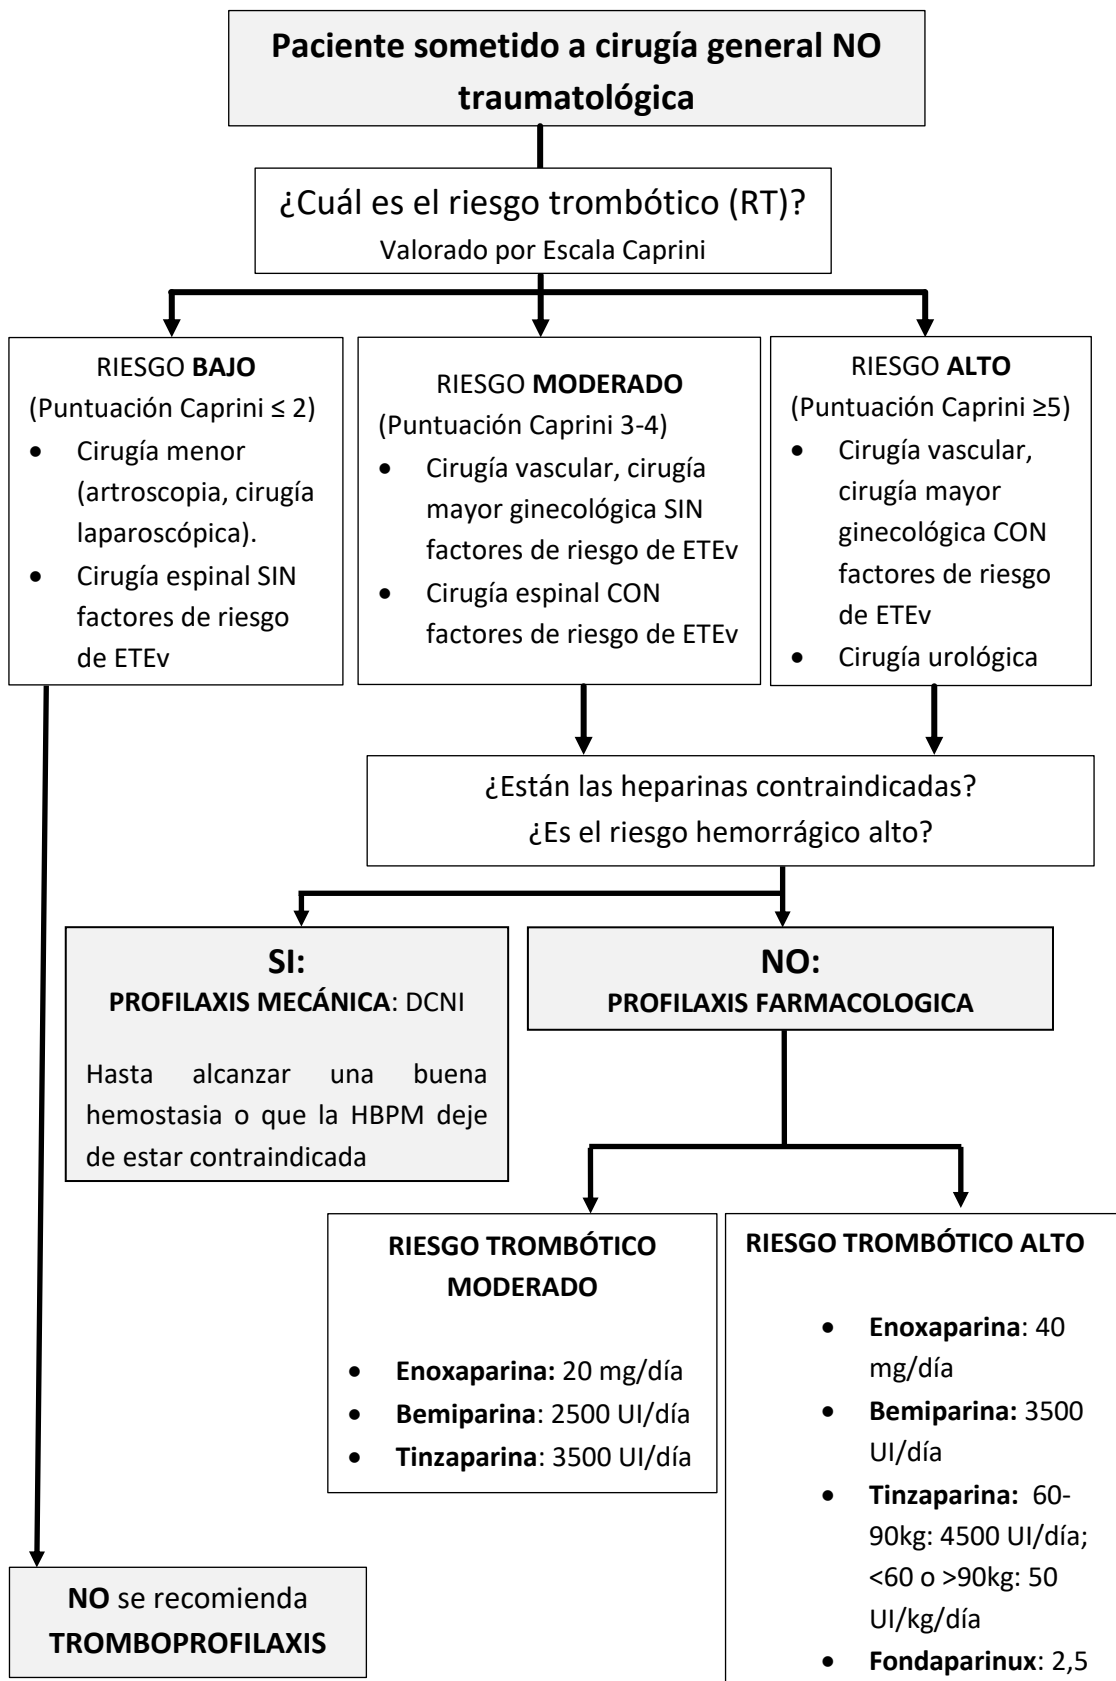 Paciente sometido a cirugía general NO
traumatológica
¿Cuál es el riesgo trombótico (RT)?
Valorado por Escala Caprini
RIESGO BAJO
(Puntuación Caprini ≤ 2)
• Cirugía menor
(artroscopia, cirugía
laparoscópica).
• Cirugía espinal SIN
factores de riesgo
de ETEv
RIESGO MODERADO
(Puntuación Caprini 3-4)
• Cirugía vascular, cirugía
mayor ginecológica SIN
factores de riesgo de ETEv
• Cirugía espinal CON
factores de riesgo de ETEv
RIESGO ALTO
(Puntuación Caprini ≥5)
• Cirugía vascular,
cirugía mayor
ginecológica CON
factores de riesgo
de ETEv
• Cirugía urológica
¿Están las heparinas contraindicadas?
¿Es el riesgo hemorrágico alto?
SI:
PROFILAXIS MECÁNICA: DCNI
Hasta alcanzar una buena
hemostasia o que la HBPM deje
de estar contraindicada
NO:
PROFILAXIS FARMACOLOGICA
RIESGO TROMBÓTICO
MODERADO
• Enoxaparina: 20 mg/día
• Bemiparina: 2500 UI/día
• Tinzaparina: 3500 UI/día
RIESGO TROMBÓTICO ALTO
• Enoxaparina: 40
mg/día
• Bemiparina: 3500
UI/día
• Tinzaparina: 60-
90kg: 4500 UI/día;
<60 o >90kg: 50
UI/kg/día
• Fondaparinux: 2,5
NO se recomienda
TROMBOPROFILAXIS